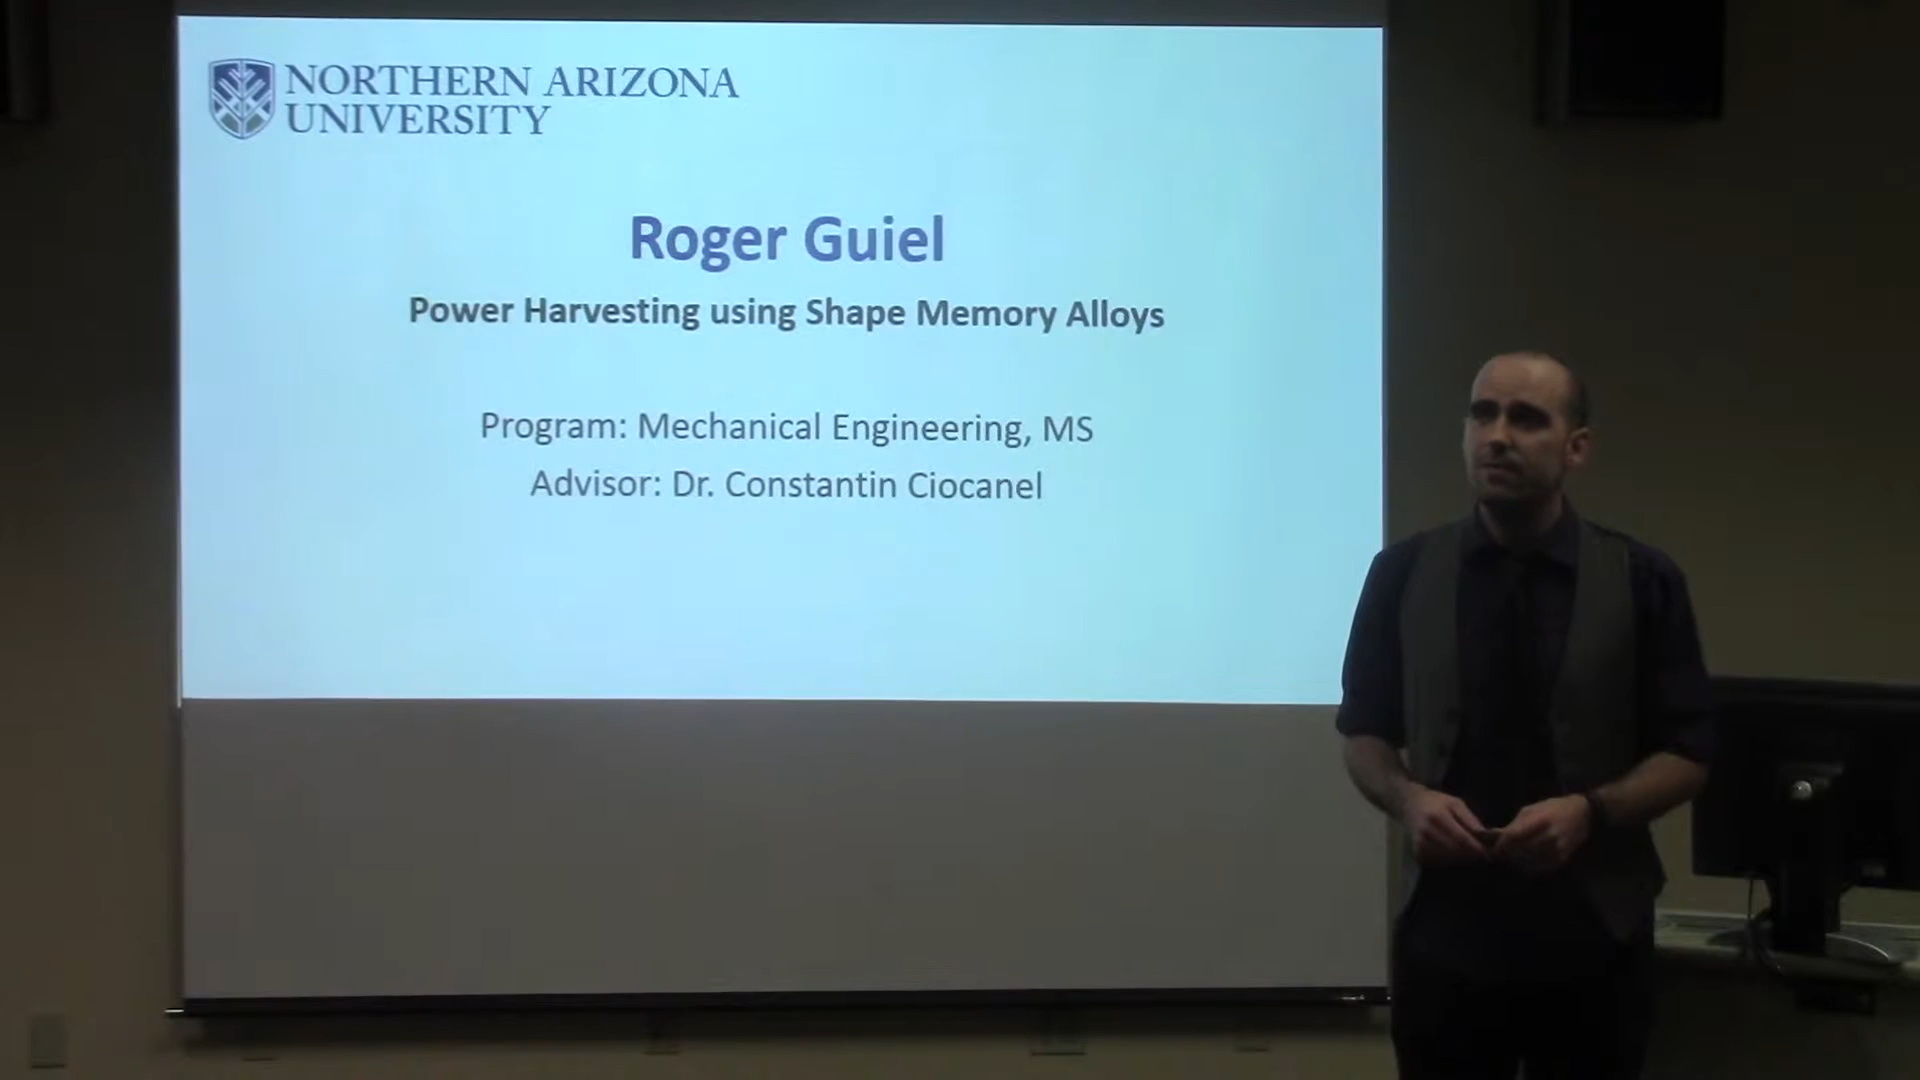 NORTHERN ARIZONA
UNIVERSITY
Roger Guiel
Power Harvesting using Shape Memory Alloys
Program: Mechanical Engineering, MS
Advisor: Dr. Constantin Ciocanel